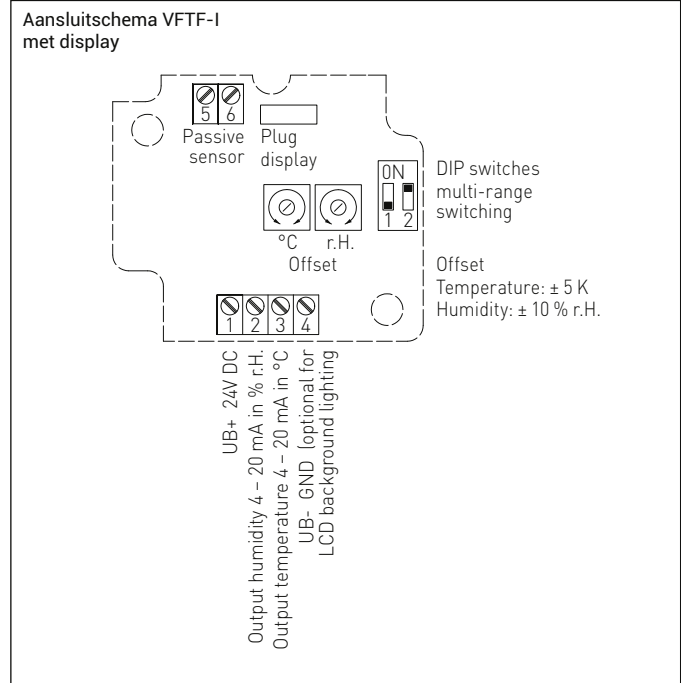 Aansluitschema VFTF-I
met display
5 6
Passive
sensor
Plug
display
ON
1 2
DIP switches
multi-range
switching
°C
r.H.
Offset
Offset
Temperature: ± 5 K
Humidity: ± 10 % r.H.
1 2 3 4
UB+ 24V DC
Output humidity 4 – 20 mA in % r.H.
Output temperature 4 – 20 mA in °C
UB- GND (optional for
LCD background lighting